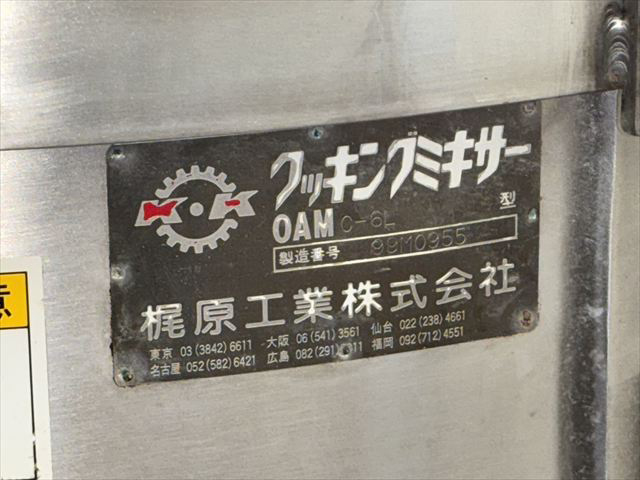 クッキングミキサー
OAM C-6L 型
製造番号 99M0955
梶原工業株式会社
東京 03(3842)6611 大阪 06(541)3561 仙台 022(238)4661
名古屋 052(582)6421 広島 082(291) 福岡 092(712)4551
意